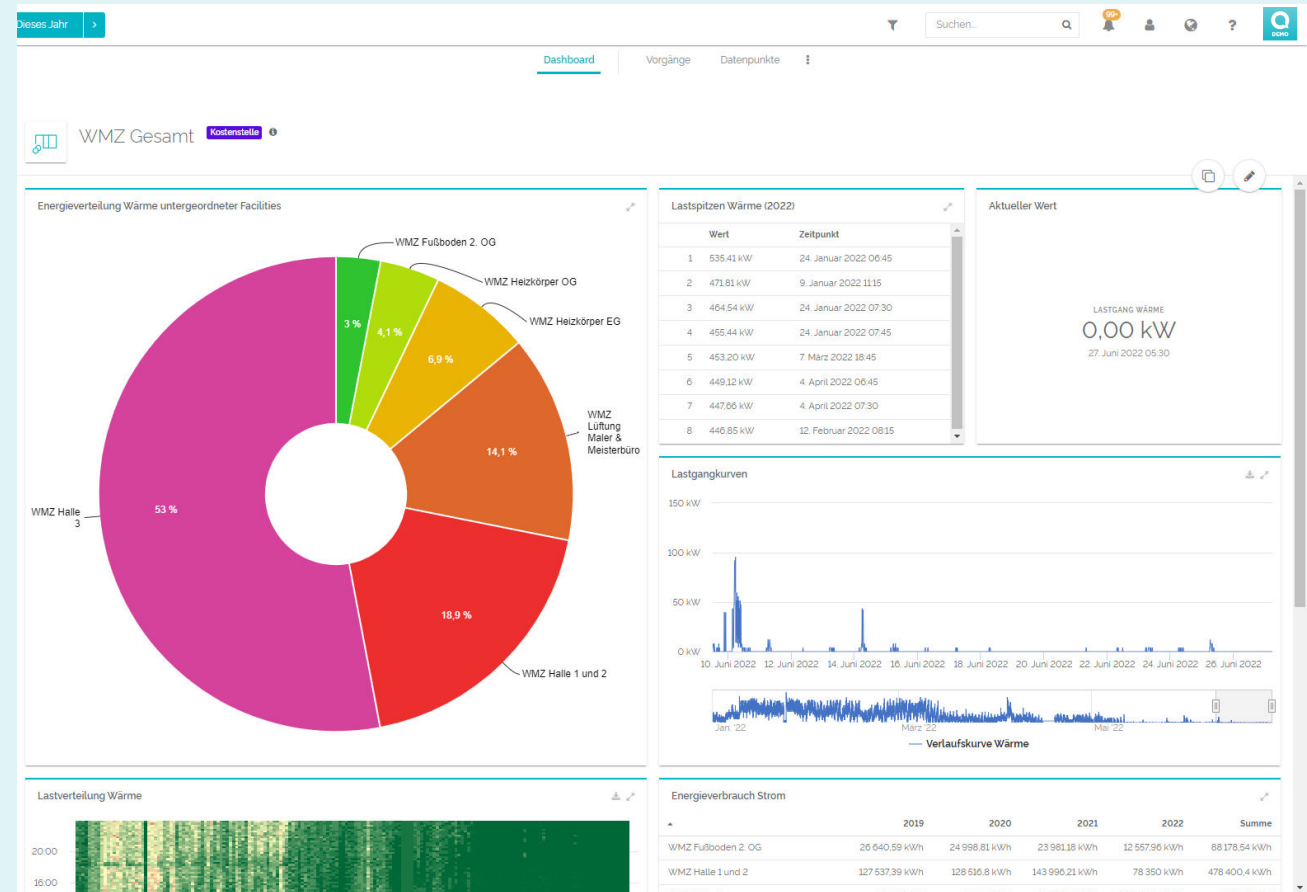 Dieses Jahr
Suchen...
99+
?
DEMO
Dashboard
Vorgänge
Datenpunkte
WMZ Gesamt
Kostenstelle
Energieverteilung Wärme untergeordneter Facilities
WMZ Fußboden 2. OG
WMZ Heizkörper OG
WMZ Heizkörper EG
3 %
4,1 %
6,9 %
WMZ
Lüftung
Maler &
Meisterbüro
14,1 %
WMZ Halle
3
53 %
18,9 %
WMZ Halle 1 und 2
Lastspitzen Wärme (2022)
Wert Zeitpunkt
1 535,41 kW 24. Januar 2022 06:45
2 471,81 kW 9. Januar 2022 11:15
3 464,54 kW 24. Januar 2022 07:30
4 455,44 kW 24. Januar 2022 07:45
5 453,20 kW 7. März 2022 18:45
6 449,12 kW 4. April 2022 06:45
7 447,66 kW 4. April 2022 07:30
8 446,85 kW 12. Februar 2022 08:15
Aktueller Wert
LASTGANG WÄRME
0,00 kW
27. Juni 2022 05:30
Lastgangkurven
150 kW
100 kW
50 kW
0 kW
10. Juni 2022 12. Juni 2022 14. Juni 2022 16. Juni 2022 18. Juni 2022 20. Juni 2022 22. Juni 2022 24. Juni 2022 26. Juni 2022
Jan. '22 März '22 Mai '22
Verlaufskurve Wärme
Lastverteilung Wärme
20:00
16:00
Energieverbrauch Strom
2019 2020 2021 2022 Summe
WMZ Fußboden 2. OG 26 640,59 kWh 24 998,81 kWh 23 981,18 kWh 12 557,96 kWh 88 178,54 kWh
WMZ Halle 1 und 2 127 537,39 kWh 128 516,8 kWh 143 996,21 kWh 78 350 kWh 478 400,4 kWh